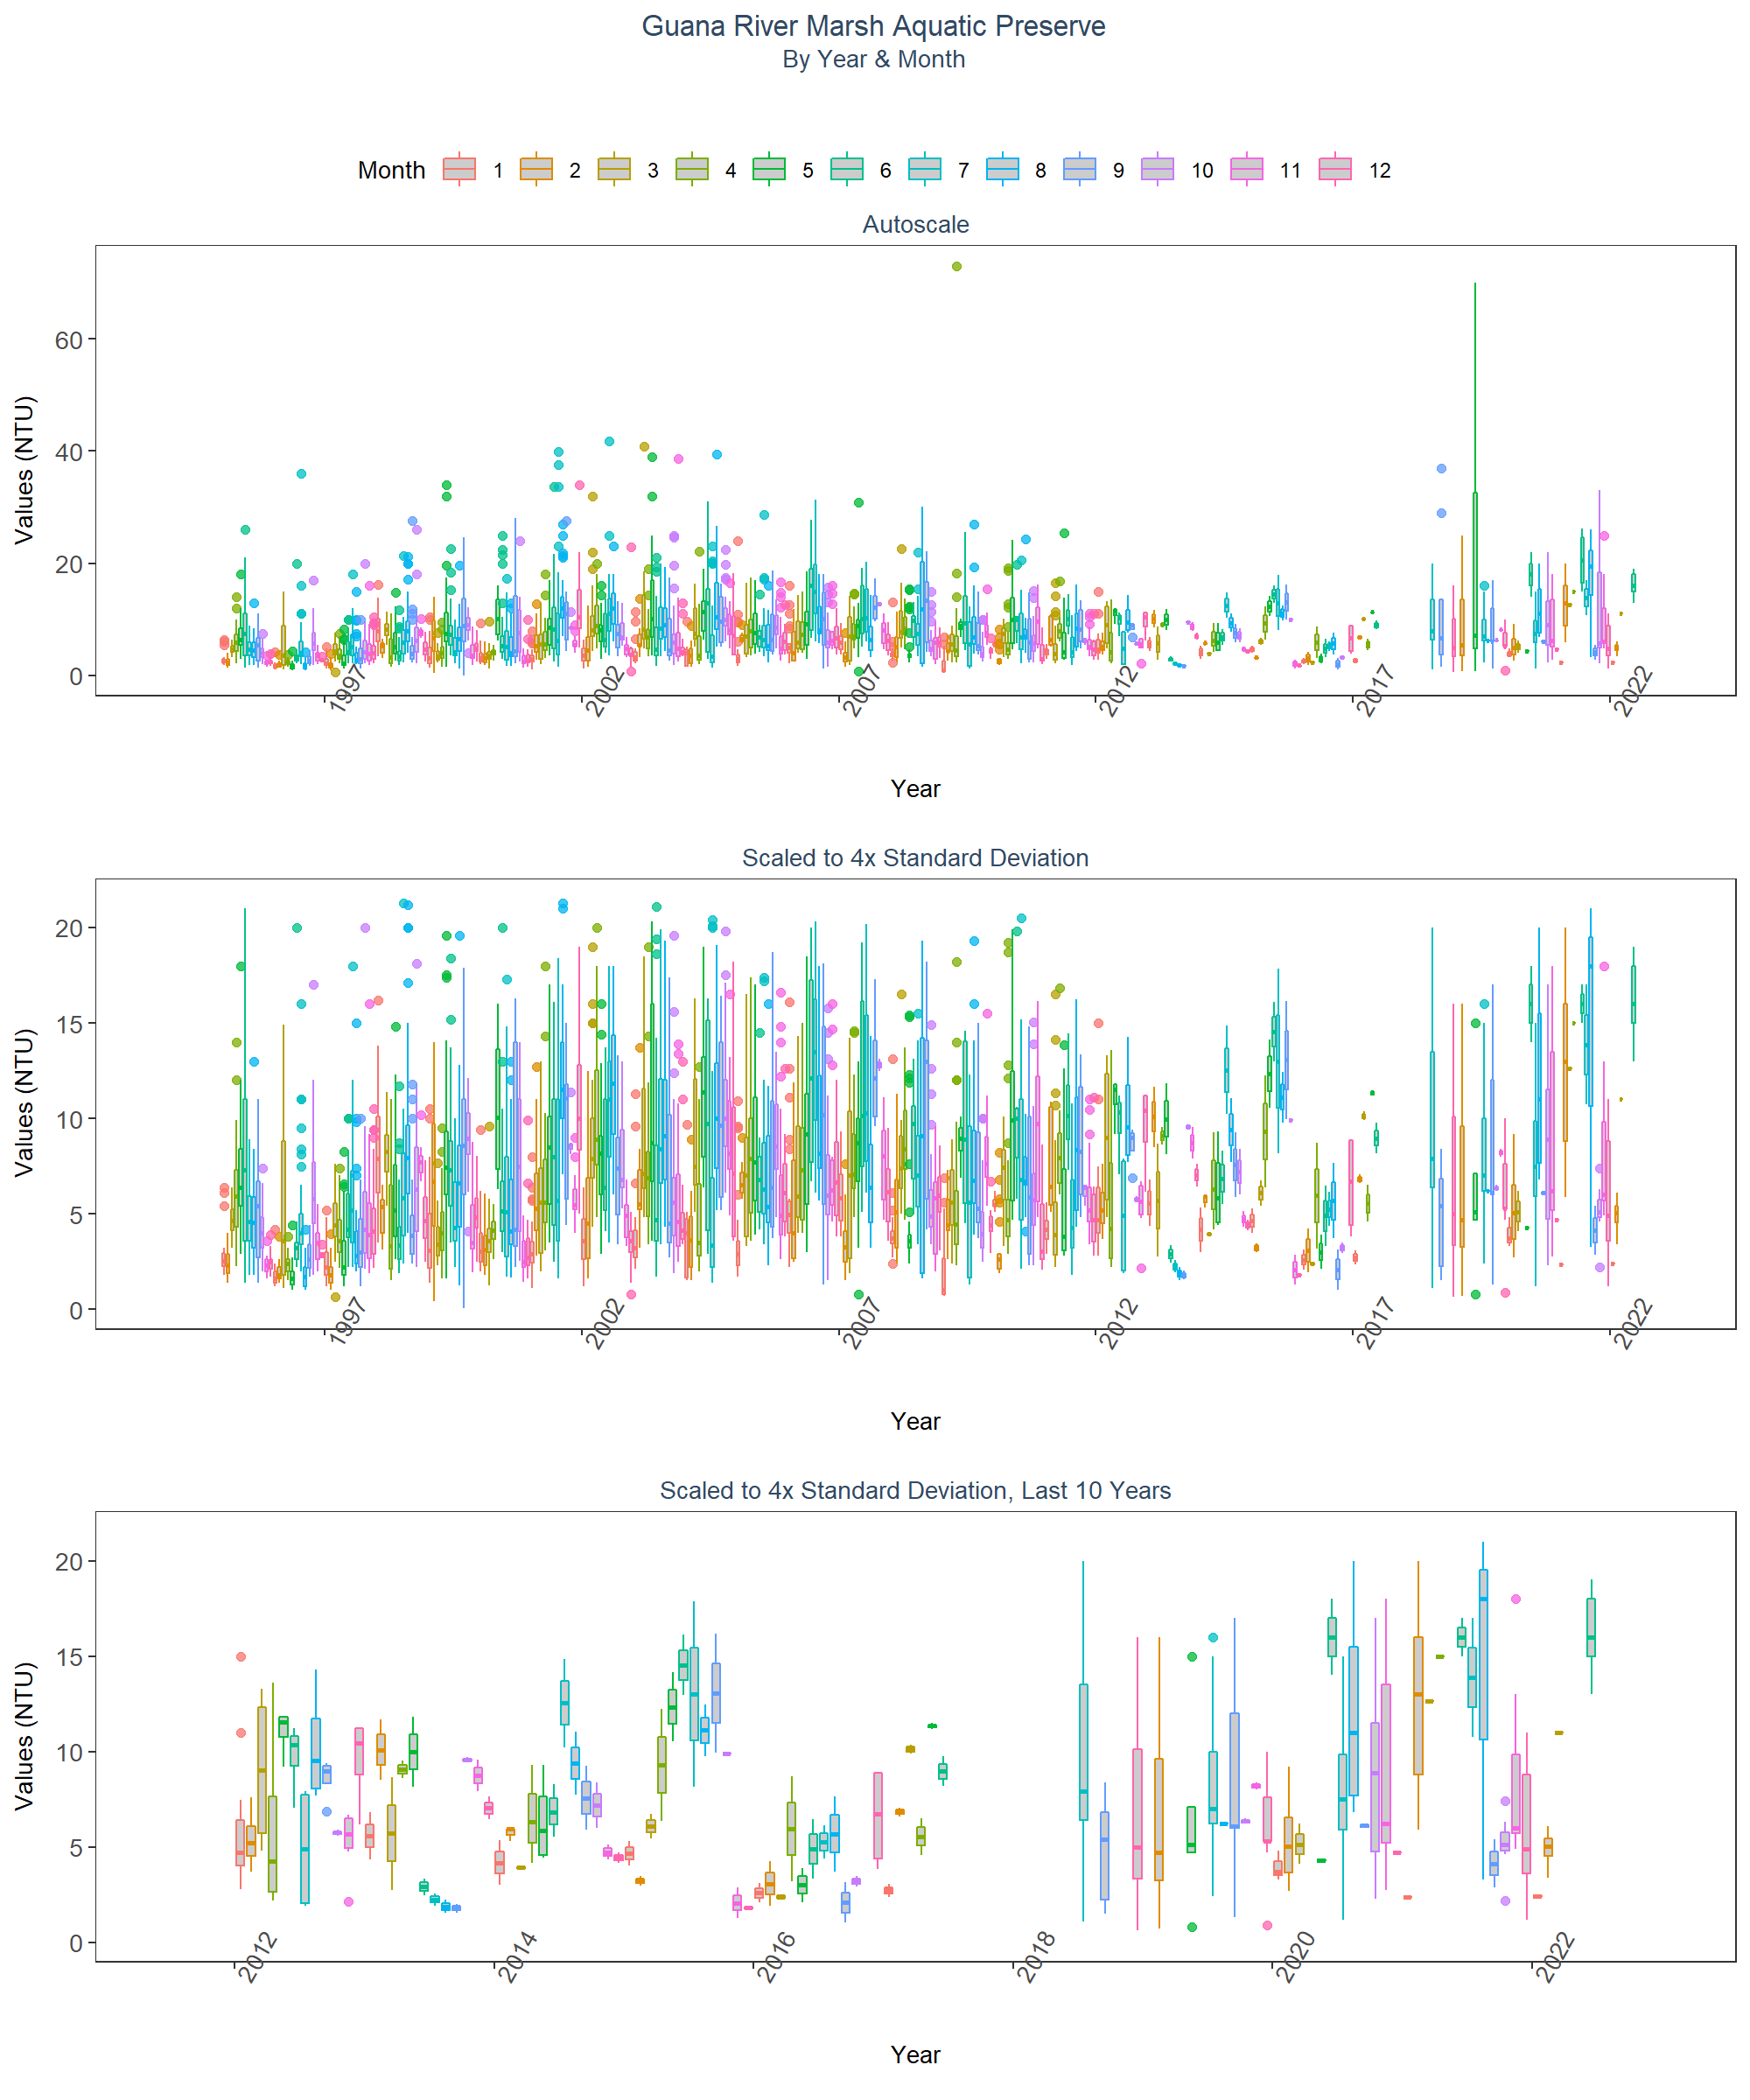 Guana River Marsh Aquatic Preserve
By Year & Month
Month 1 2 3 4 5 6 7 8 9 10 11 12
Autoscale
Values (NTU)
60
40
20
0
1997 2002 2007 2012 2017 2022
Year
Scaled to 4x Standard Deviation
Values (NTU)
20
15
10
5
0
1997 2002 2007 2012 2017 2022
Year
Scaled to 4x Standard Deviation, Last 10 Years
Values (NTU)
20
15
10
5
0
2012 2014 2016 2018 2020 2022
Year